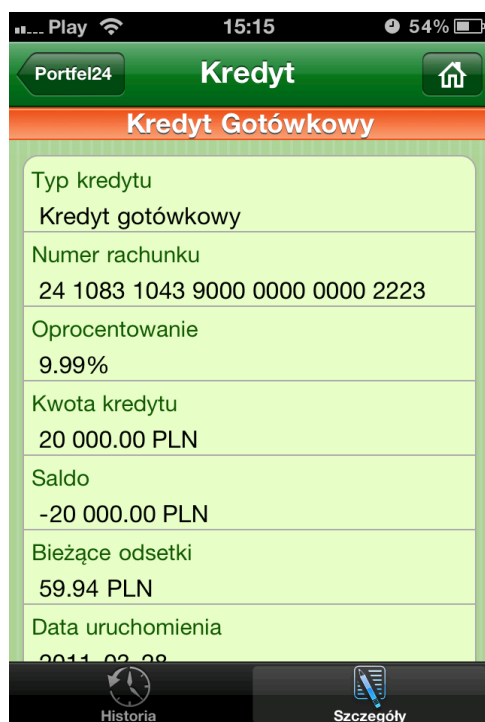 Play 15:15 54%
Portfel24 Kredyt
Kredyt Gotówkowy
Typ kredytu
Kredyt gotówkowy
Numer rachunku
24 1083 1043 9000 0000 0000 2223
Oprocentowanie
9.99%
Kwota kredytu
20 000.00 PLN
Saldo
-20 000.00 PLN
Bieżące odsetki
59.94 PLN
Data uruchomienia
Historia Szczegóły